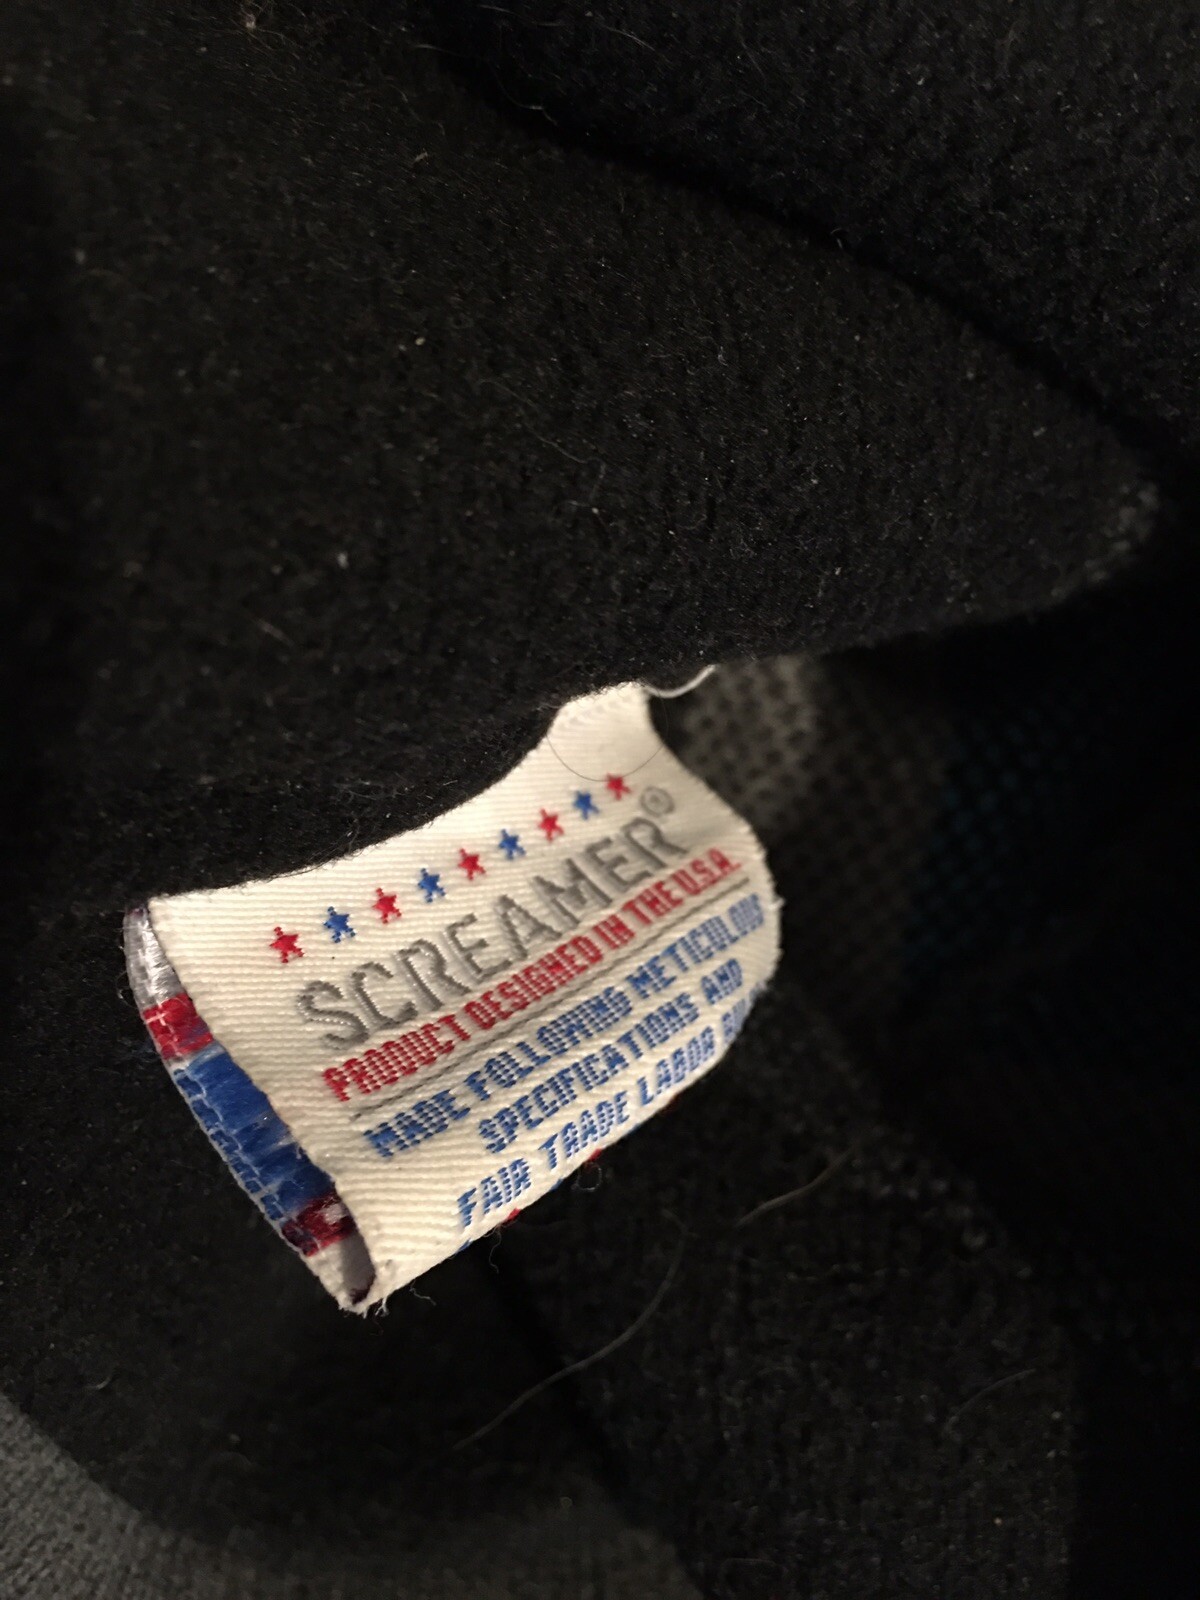 SCREAMER®
PRODUCT DESIGNED IN THE U.S.A.
MADE FOLLOWING METICULOUS
SPECIFICATIONS AND
FAIR TRADE LABOR